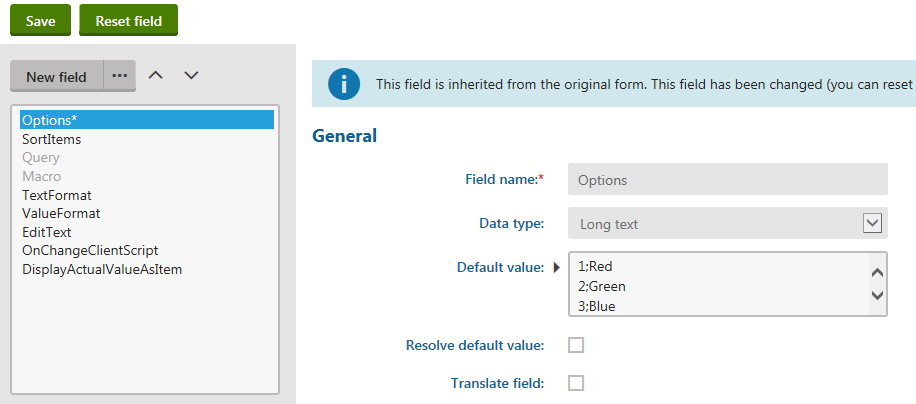 Save
Reset field
New field
...
Options*
SortItems
Query
Macro
TextFormat
ValueFormat
EditText
OnChangeClientScript
DisplayActualValueAsItem
This field is inherited from the original form. This field has been changed (you can reset
General
Field name:*
Options
Data type:
Long text
Default value:
1;Red
2;Green
3;Blue
Resolve default value:
Translate field: